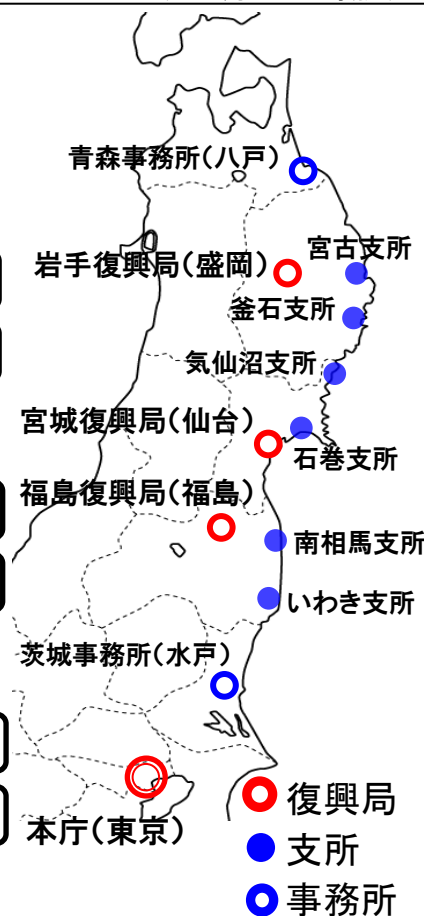 青森事務所(八戸)
岩手復興局(盛岡)
宮古支所
釜石支所
気仙沼支所
宮城復興局(仙台)
石巻支所
福島復興局(福島)
南相馬支所
いわき支所
茨城事務所(水戸)
本庁(東京)
復興局
支所
事務所